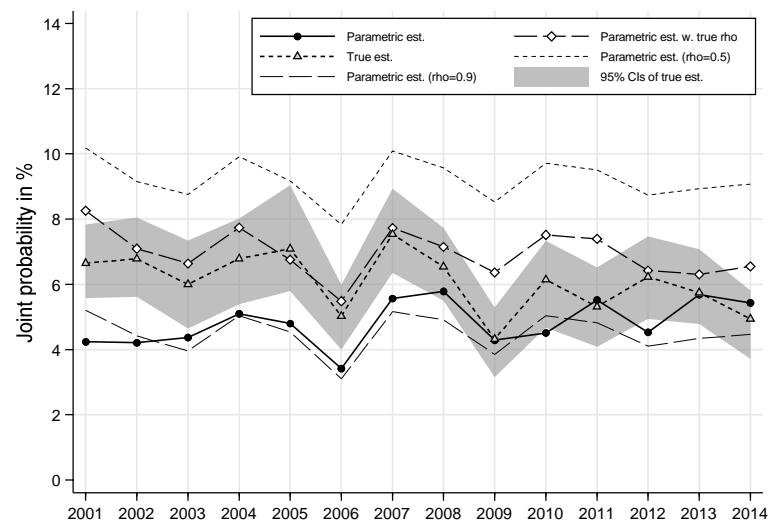 Parametric est.
Parametric est. w. true rho
True est.
Parametric est. (rho=0.5)
Parametric est. (rho=0.9)
95% CIs of true est.
Joint probability in %
14
12
10
8
6
4
2
0
2001 2002 2003 2004 2005 2006 2007 2008 2009 2010 2011 2012 2013 2014